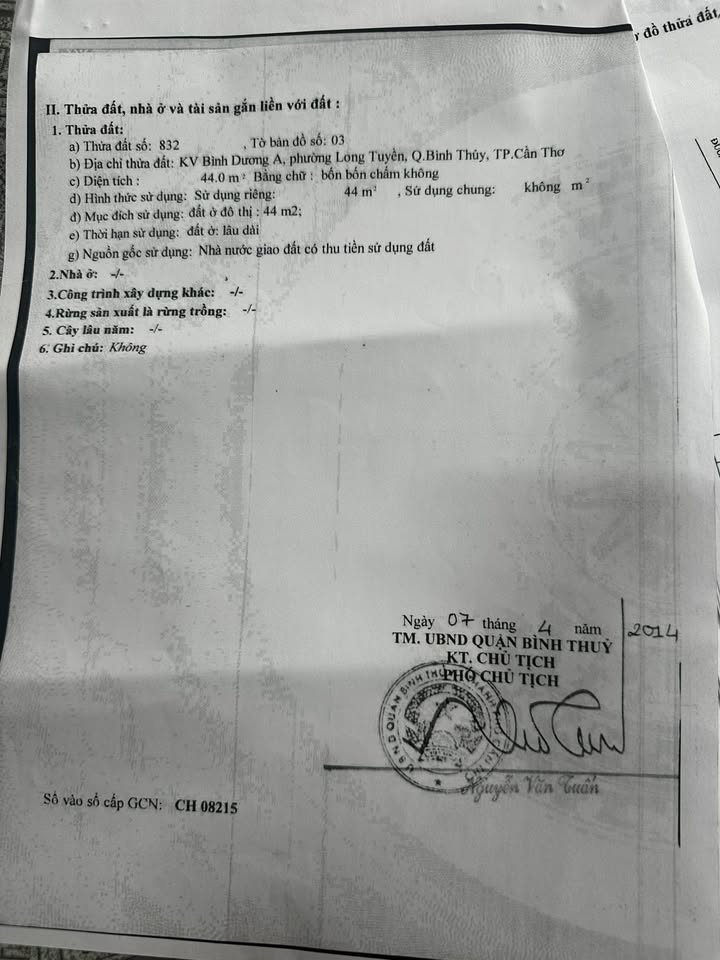 ồ thửa đất,
II. Thửa đất, nhà ở và tài sản gắn liền với đất :
1. Thửa đất:
a) Thửa đất số: 832 , Tờ bản đồ số: 03
b) Địa chỉ thửa đất: KV Bình Dương A, phường Long Tuyền, Q.Bình Thủy, TP.Cần Thơ
c) Diện tích : 44.0 m² Bằng chữ : bốn bốn chấm không
d) Hình thức sử dụng: Sử dụng riêng: 44 m² , Sử dụng chung: không m²
đ) Mục đích sử dụng: đất ở đô thị : 44 m2;
e) Thời hạn sử dụng: đất ở: lâu dài
g) Nguồn gốc sử dụng: Nhà nước giao đất có thu tiền sử dụng đất
2.Nhà ở: -/-
3.Công trình xây dựng khác: -/-
4.Rừng sản xuất là rừng trồng: -/-
5. Cây lâu năm: -/-
6. Ghi chú: Không
Ngày 07 tháng 4 năm 2014
TM. UBND QUẬN BÌNH THUỶ
KT. CHỦ TỊCH
PHÓ CHỦ TỊCH
Nguyễn Văn Tuấn
Số vào sổ cấp GCN: CH 08215